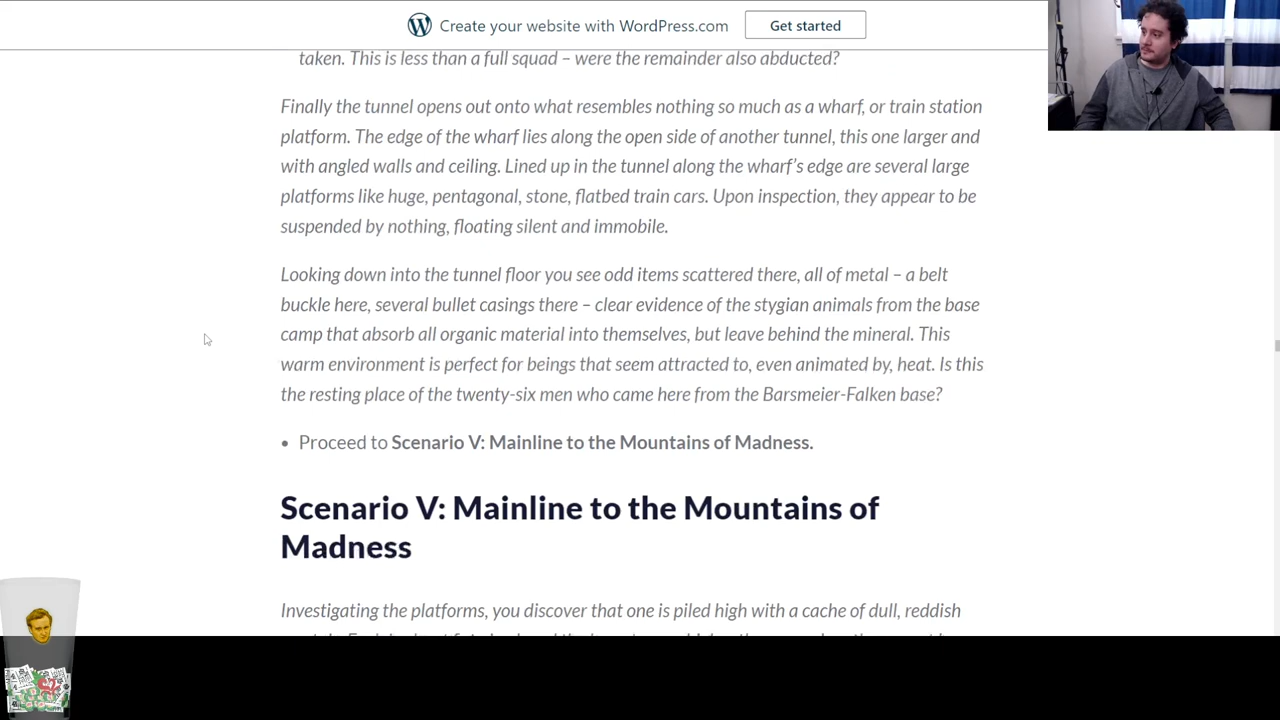 Create your website with WordPress.com
Get started
taken. This is less than a full squad – were the remainder also abducted?
Finally the tunnel opens out onto what resembles nothing so much as a wharf, or train station
platform. The edge of the wharf lies along the open side of another tunnel, this one larger and
with angled walls and ceiling. Lined up in the tunnel along the wharf’s edge are several large
platforms like huge, pentagonal, stone, flatbed train cars. Upon inspection, they appear to be
suspended by nothing, floating silent and immobile.
Looking down into the tunnel floor you see odd items scattered there, all of metal – a belt
buckle here, several bullet casings there – clear evidence of the stygian animals from the base
camp that absorb all organic material into themselves, but leave behind the mineral. This
warm environment is perfect for beings that seem attracted to, even animated by, heat. Is this
the resting place of the twenty-six men who came here from the Barsmeier-Falken base?
• Proceed to Scenario V: Mainline to the Mountains of Madness.
Scenario V: Mainline to the Mountains of
Madness
Investigating the platforms, you discover that one is piled high with a cache of dull, reddish